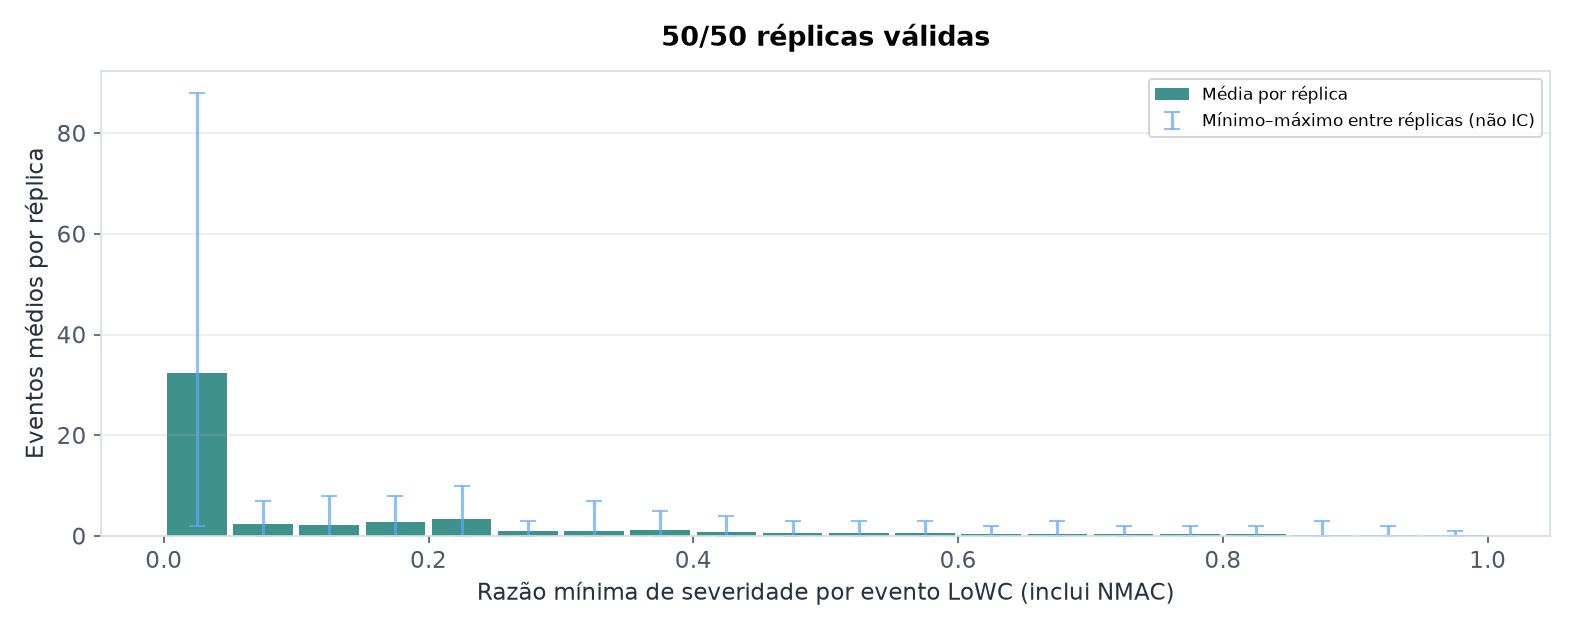 50/50 réplicas válidas
Média por réplica
Mínimo–máximo entre réplicas (não IC)
Eventos médios por réplica
80
60
40
20
0
0.0 0.2 0.4 0.6 0.8 1.0
Razão mínima de severidade por evento LoWC (inclui NMAC)